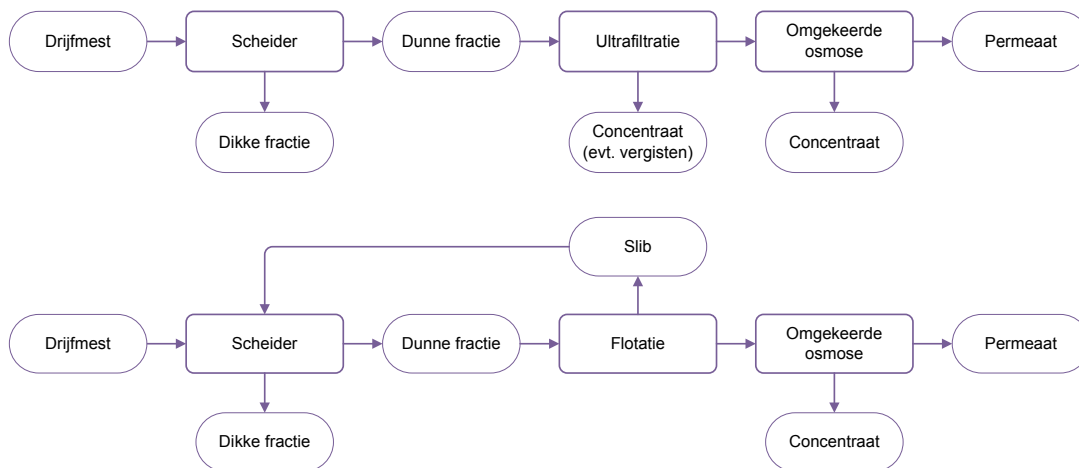 Drijfmest
Scheider
Dunne fractie
Ultrafiltratie
Omgekeerde
osmose
Permeaat
Dikke fractie
Concentraat
(evt. vergisten)
Concentraat
Slib
Drijfmest
Scheider
Dunne fractie
Flotatie
Omgekeerde
osmose
Permeaat
Dikke fractie
Concentraat